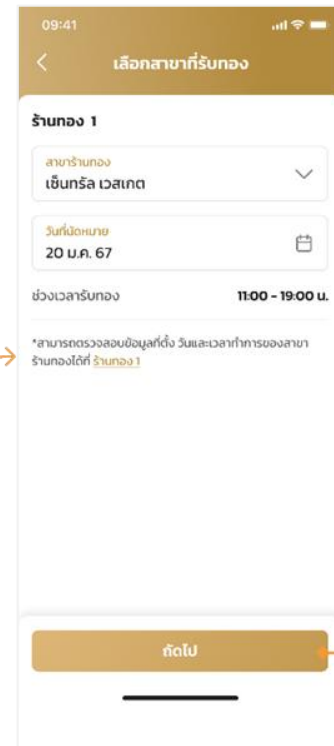 09:41
เลือกสาขาที่รับทอง
ร้านทอง 1
สาขาร้านทอง
เซ็นทรัล เวสเกต
วันที่นัดหมาย
20 ม.ค. 67
ช่วงเวลารับทอง 11:00 - 19:00 น.
*สามารถตรวจสอบข้อมูลที่ตั้ง วันและเวลาทำการของสาขา
ร้านทองได้ที่ ร้านทอง 1
ถัดไป